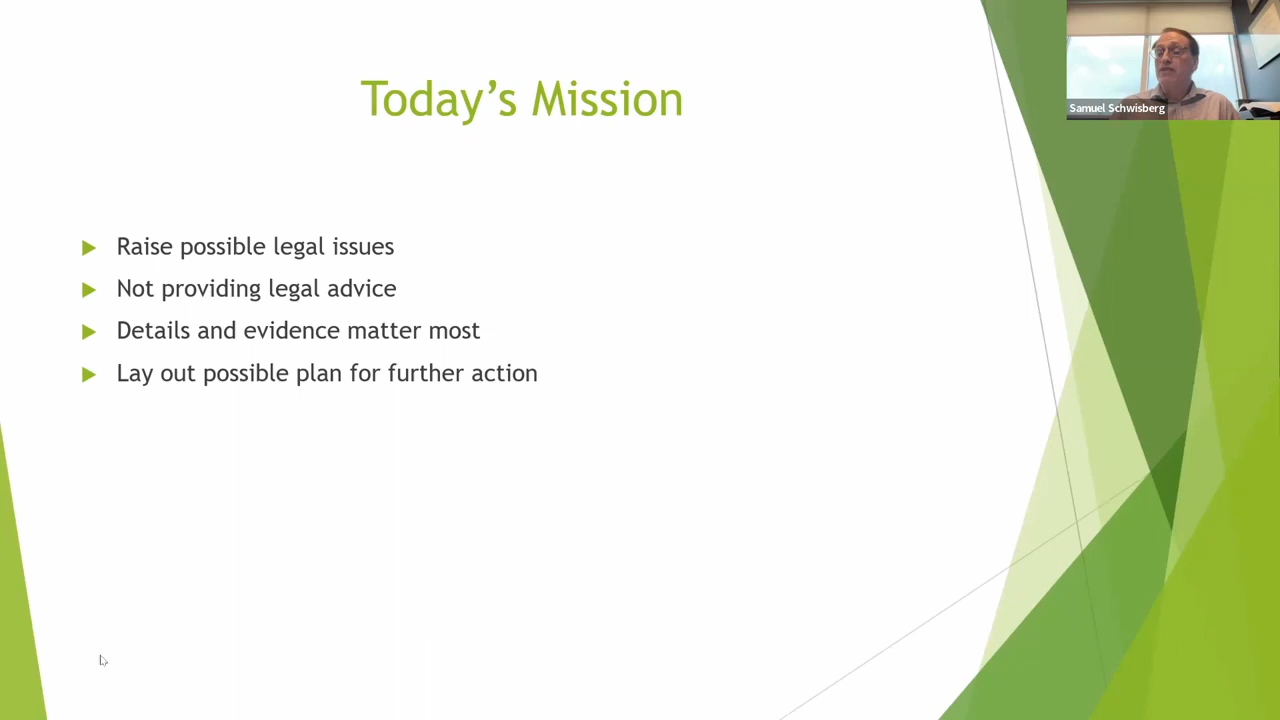 Today’s Mission
Samuel Schwisberg
Raise possible legal issues
Not providing legal advice
Details and evidence matter most
Lay out possible plan for further action